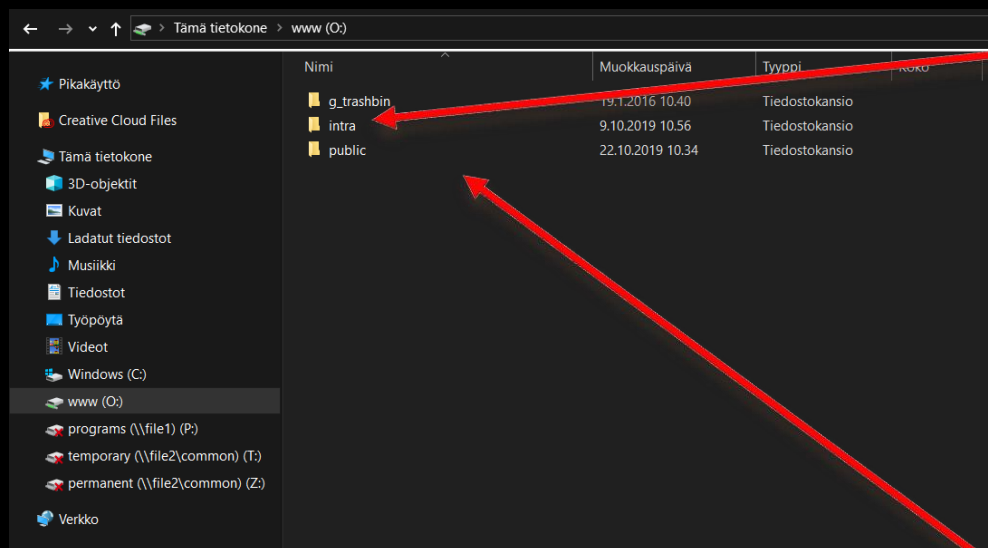 Tämä tietokone > www (O:)
Nimi Muokkauspäivä Tyyppi Koko
g_trashbin 19.1.2016 10.40 Tiedostokansio
intra 9.10.2019 10.56 Tiedostokansio
public 22.10.2019 10.34 Tiedostokansio
Pikakäyttö
Creative Cloud Files
Tämä tietokone
3D-objektit
Kuvat
Ladatut tiedostot
Musiikki
Tiedostot
Työpöytä
Videot
Windows (C:)
www (O:)
programs (\\file1) (P:)
temporary (\\file2\common) (T:)
permanent (\\file2\common) (Z:)
Verkko